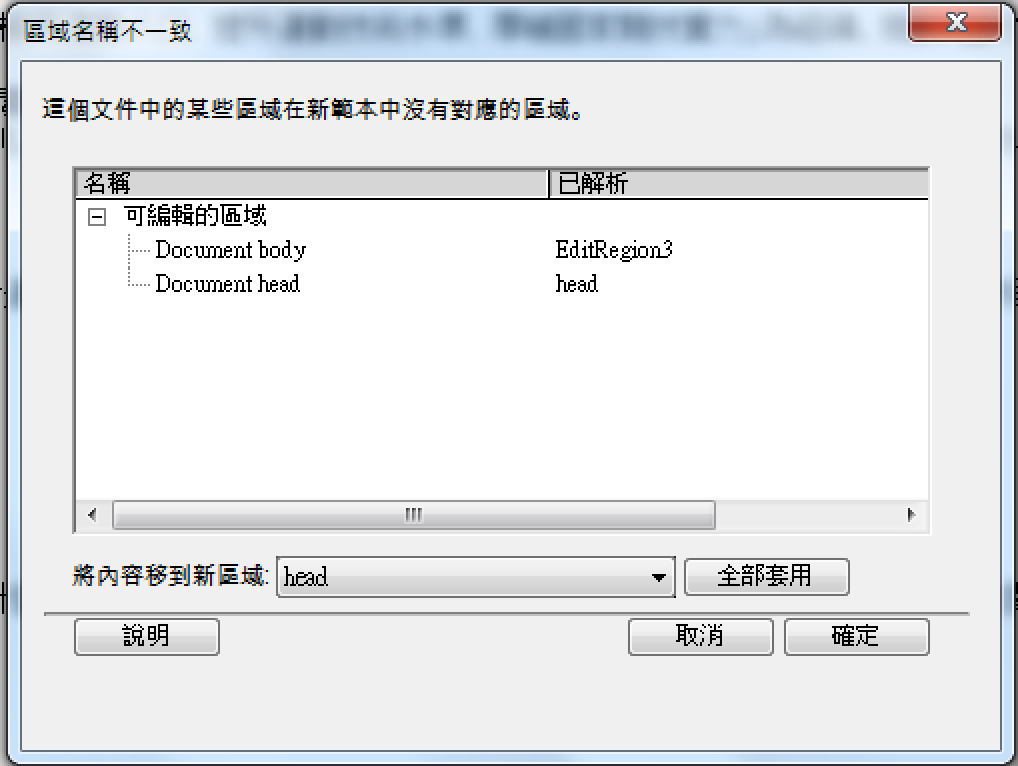 區域名稱不一致
這個文件中的某些區域在新範本中沒有對應的區域。
名稱 已解析
可編輯的區域
Document body EditRegion3
Document head head
將內容移到新區域: head 全部套用
說明 取消 確定